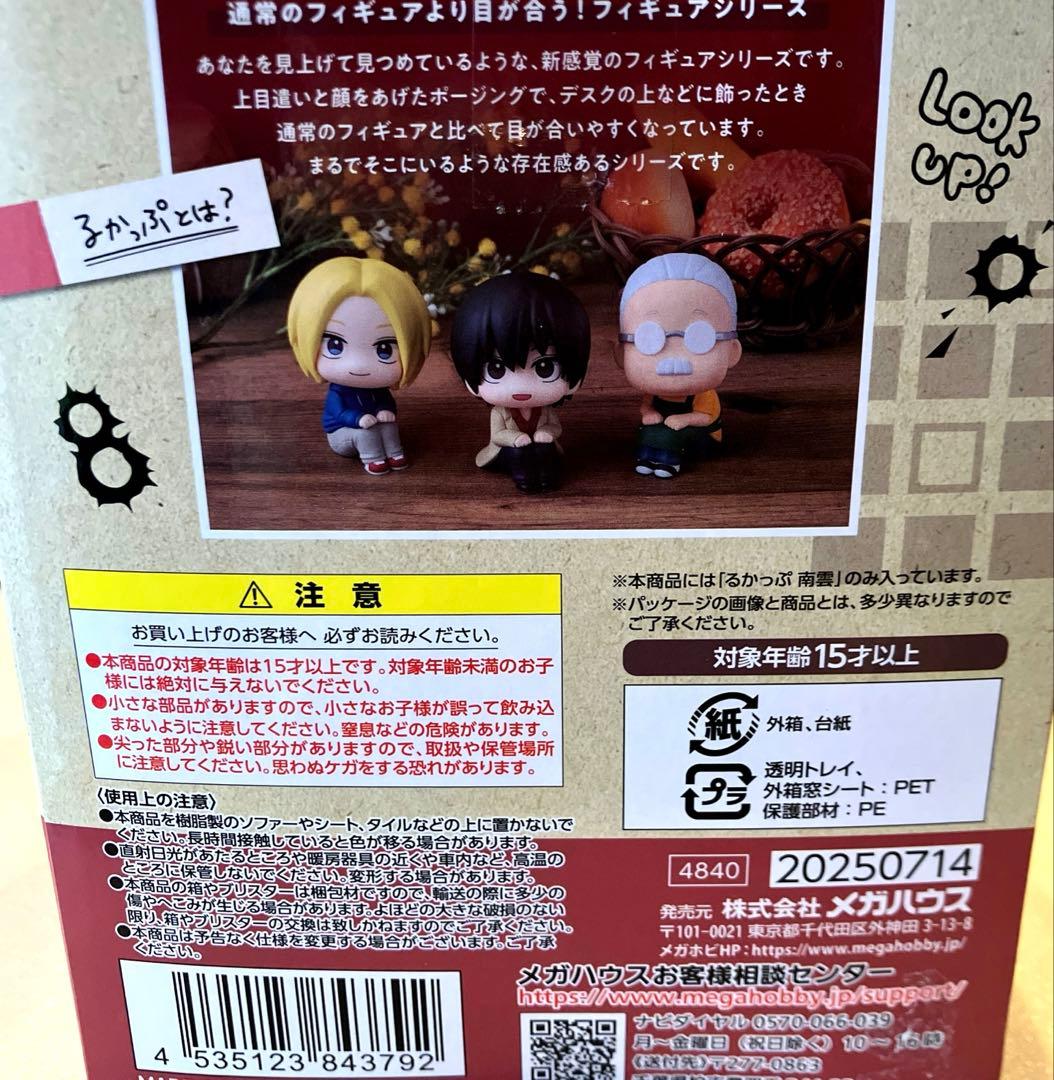 通常のフィギュアより目が合う！フィギュアシリーズ
あなたを見上げて見つめているような、新感覚のフィギュアシリーズです。
上目遣いと顔をあげたポージングで、デスクの上などに飾ったとき
通常のフィギュアと比べて目が合いやすくなっています。
まるでそこにいるような存在感あるシリーズです。
LOOK
UP!
るかっぷとは?
⚠ 注意
お買い上げのお客様へ 必ずお読みください。
●本商品の対象年齢は15才以上です。対象年齢未満のお子
様には絶対に与えないでください。
●小さな部品がありますので、小さなお子様が誤って飲み込
まないように注意してください。窒息などの危険があります。
●尖った部分や鋭い部分がありますので、取扱や保管場所
に注意してください。思わぬケガをする恐れがあります。
〈使用上の注意〉
●本商品を樹脂製のソファーやシート、タイルなどの上に置かないで
ください。長時間接触していると色が移る場合があります。
●直射日光があたるところや暖房器具の近くや車内など、高温の
ところに保管しないでください。変形する場合があります。
●本商品の箱やブリスターは梱包材ですので、輸送の際に多少の
傷やへこみが生じる場合があります。よほどの大きな破損のない
限り、箱やブリスターの交換は致しかねますのでご了承ください。
●本商品は予告なく仕様を変更する場合がございます。ご了承
ください。
4 535123 843792
※本商品には「るかっぷ 南雲」のみ入っています。
※パッケージの画像と商品とは、多少異なりますので
ご了承ください。
対象年齢15才以上
紙 外箱、台紙
プラ 透明トレイ、
外箱窓シート：PET
保護部材：PE
4840 20250714
発売元 株式会社 メガハウス
〒101-0021 東京都千代田区外神田 3-13-8
メガホビHP：https://www.megahobby.jp/
メガハウスお客様相談センター
https://www.megahobby.jp/support/
ナビダイヤル 0570-066-039
月～金曜日（祝日除く）10～16時
（送付先）〒277-0863